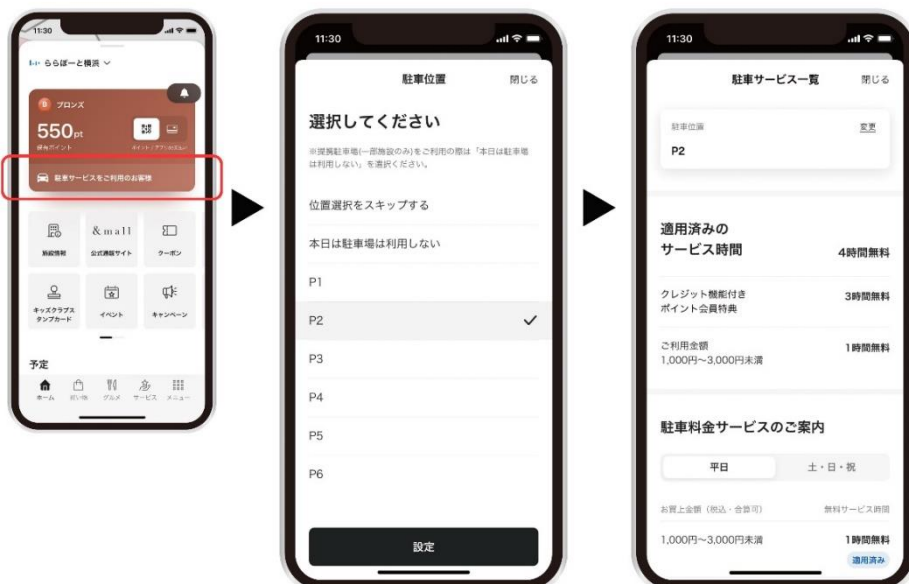 11:30
ららぽーと横浜
ブロンズ
550pt
保有ポイント
駐車サービスをご利用のお客様
施設情報
& mall
公式通販サイト
クーポン
キッズクラブス
タンプカード
イベント
キャンペーン
予定
ホーム
買い物
グルメ
サービス
メニュー
11:30
駐車位置
閉じる
選択してください
※提携駐車場(一部施設のみ)をご利用の際は「本日は駐車場
は利用しない」を選択ください。
位置選択をスキップする
本日は駐車場は利用しない
P1
P2
P3
P4
P5
P6
設定
11:30
駐車サービス一覧
閉じる
駐車位置
変更
P2
適用済みの
サービス時間
4時間無料
クレジット機能付き
ポイント会員特典
3時間無料
ご利用金額
1,000円~3,000円未満
1時間無料
駐車料金サービスのご案内
平日
土・日・祝
お買上金額（税込・合算可）
無料サービス時間
1,000円~3,000円未満
1時間無料
適用済み